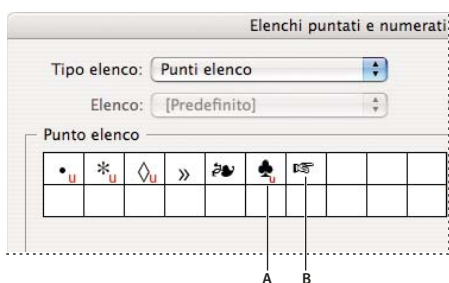 Elenchi puntati e numerati
Tipo elenco: Punti elenco
Elenco: [Predefinito]
Punto elenco
•u *u ◊u » ❧ ♣u ☞
A B